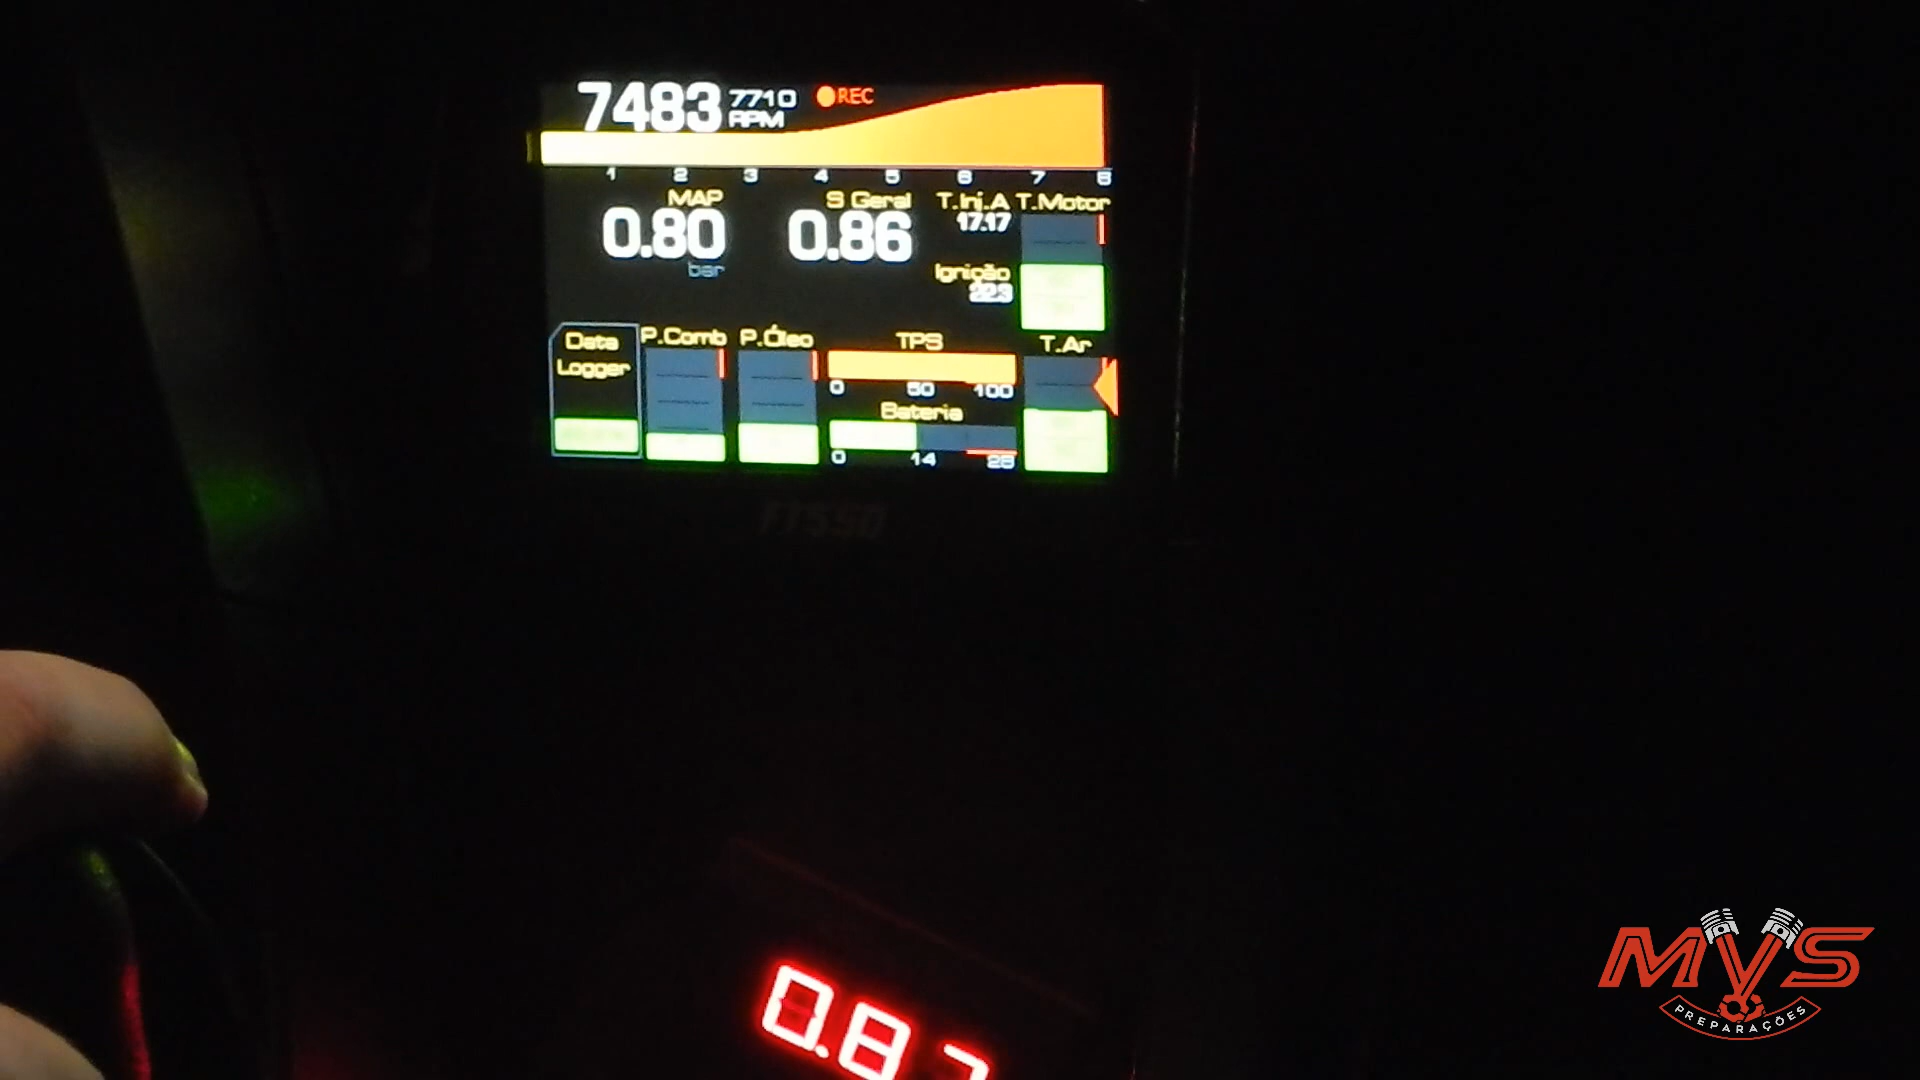 7483 7710 RPM REC
1 2 3 4 5 6 7 8
MAP S Geral T.Inj.A T.Motor
0.80 bar 0.86 17.17
Ignição
22.3
Data Logger P.Comb P.Óleo TPS T.Ar
0 50 100
Bateria
0 14 28
FT550
0.87
MVS
PREPARAÇÕES